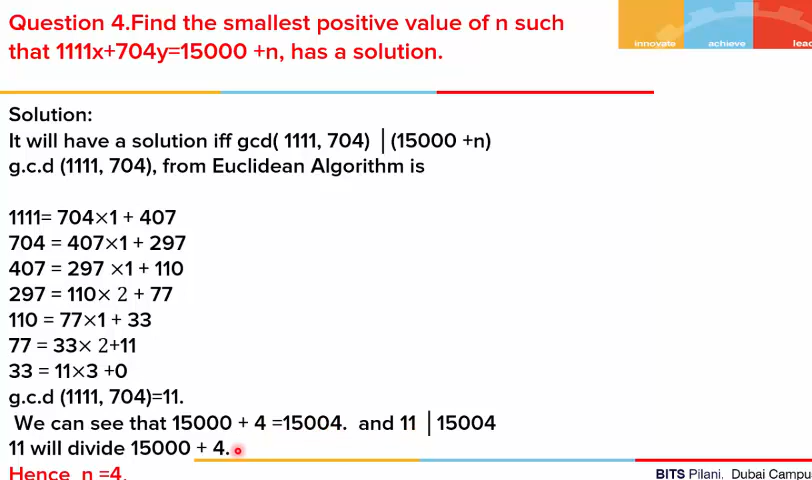 Question 4.Find the smallest positive value of n such
that 1111x+704y=15000 +n, has a solution.
innovate achieve lead
Solution:
It will have a solution iff gcd( 1111, 704) │(15000 +n)
g.c.d (1111, 704), from Euclidean Algorithm is
1111= 704×1 + 407
704 = 407×1 + 297
407 = 297 ×1 + 110
297 = 110× 2 + 77
110 = 77×1 + 33
77 = 33× 2+11
33 = 11×3 +0
g.c.d (1111, 704)=11.
We can see that 15000 + 4 =15004. and 11 │15004
11 will divide 15000 + 4.
Hence n =4.
BITS Pilani, Dubai Campu